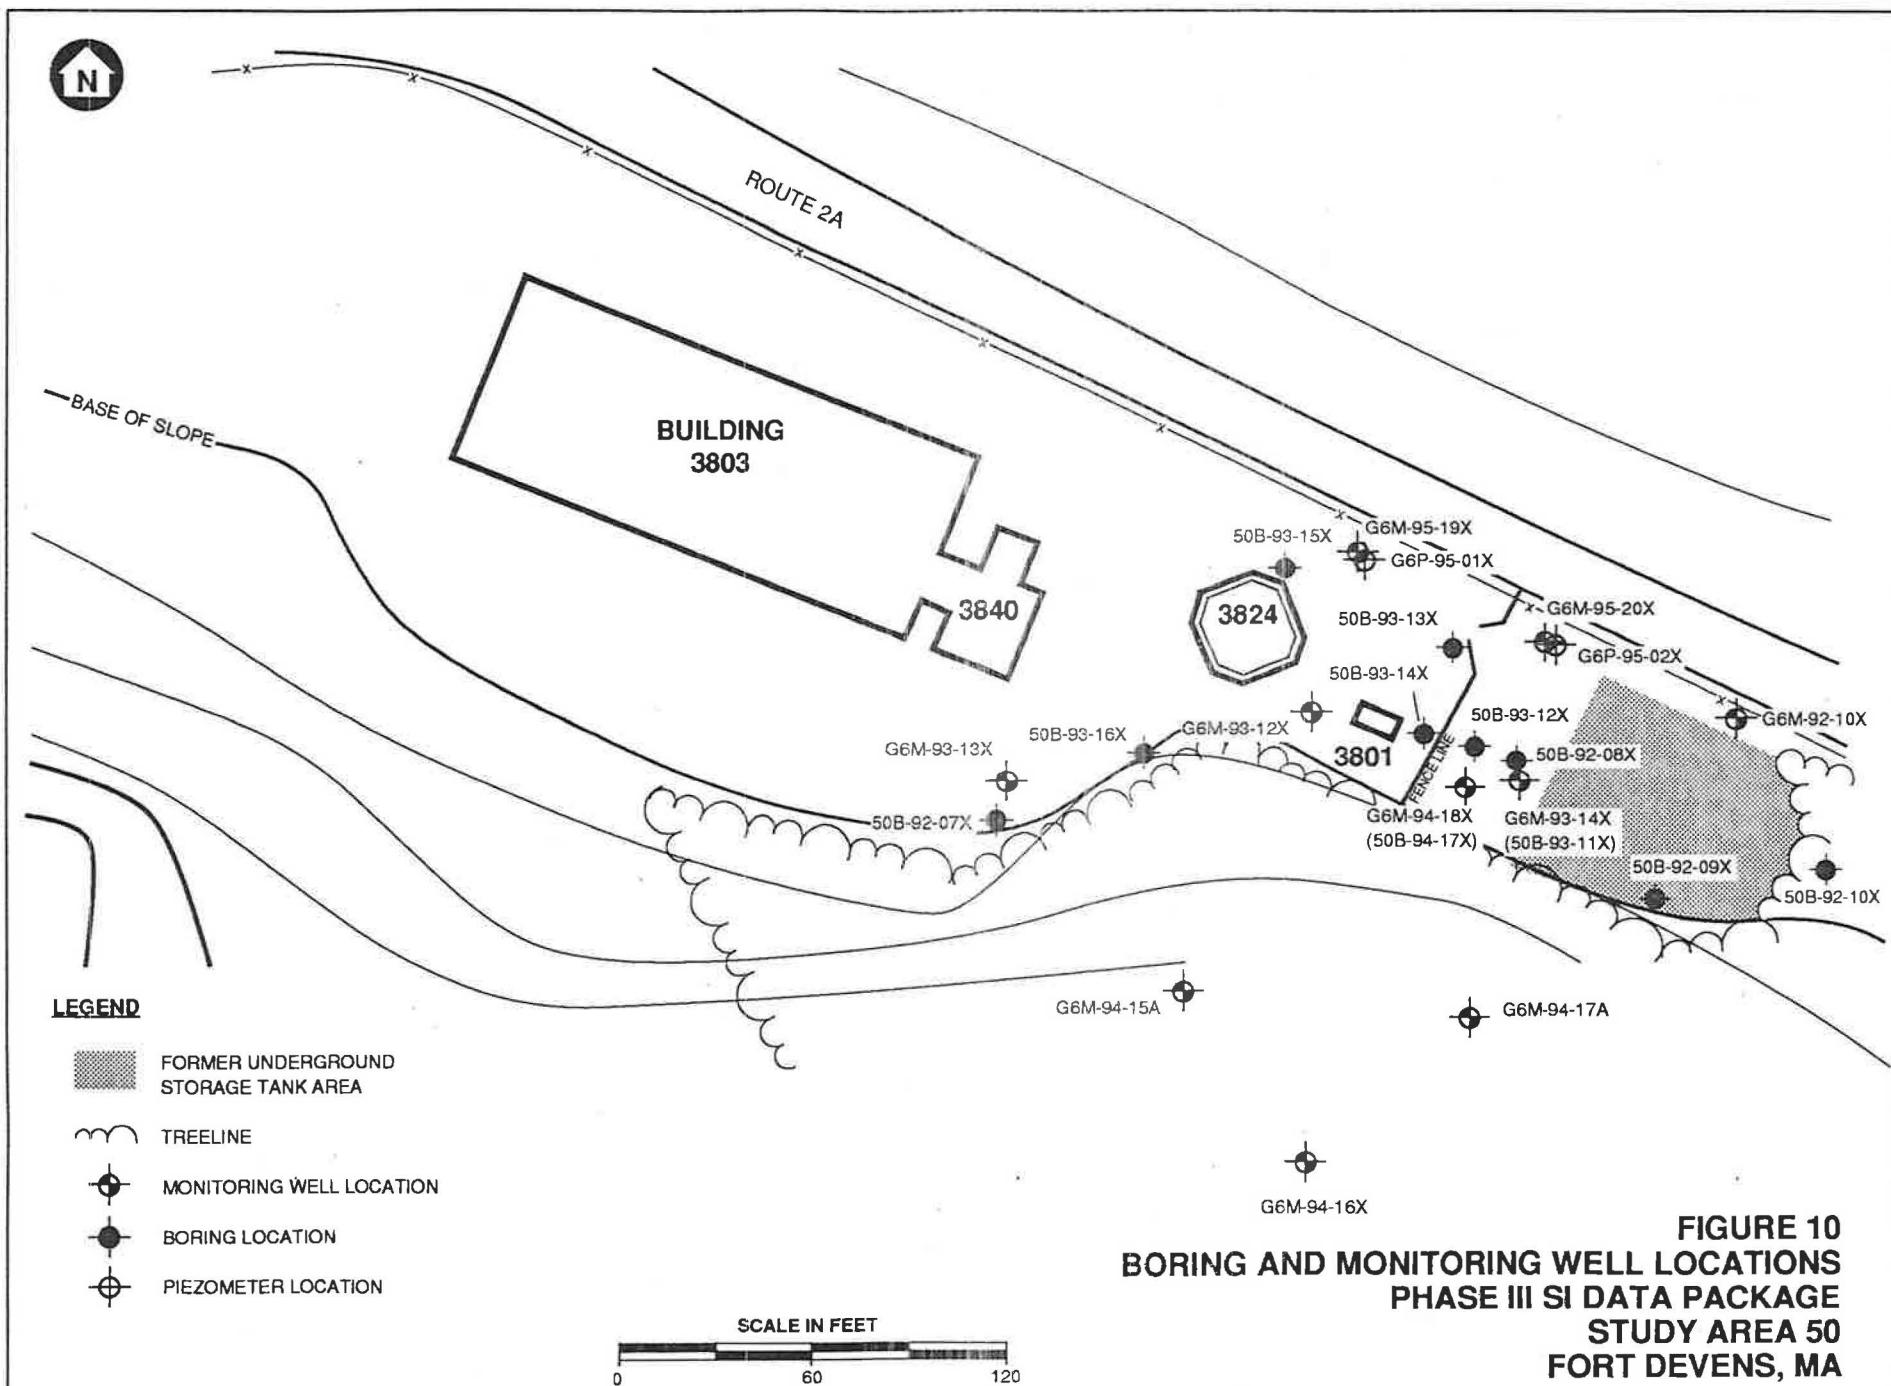 N
ROUTE 2A
BASE OF SLOPE
BUILDING
3803
3840
3824
3801
50B-93-15X
G6M-95-19X
G6P-95-01X
50B-93-13X
G6M-95-20X
G6P-95-02X
50B-93-14X
50B-93-12X
G6M-92-10X
50B-93-16X
G6M-93-12X
G6M-93-13X
50B-92-08X
FENCE LINE
50B-92-07X
G6M-94-18X
(50B-94-17X)
G6M-93-14X
(50B-93-11X)
50B-92-09X
50B-92-10X
G6M-94-15A
G6M-94-17A
G6M-94-16X
LEGEND
FORMER UNDERGROUND
STORAGE TANK AREA
TREELINE
MONITORING WELL LOCATION
BORING LOCATION
PIEZOMETER LOCATION
SCALE IN FEET
0 60 120
FIGURE 10
BORING AND MONITORING WELL LOCATIONS
PHASE III SI DATA PACKAGE
STUDY AREA 50
FORT DEVENS, MA